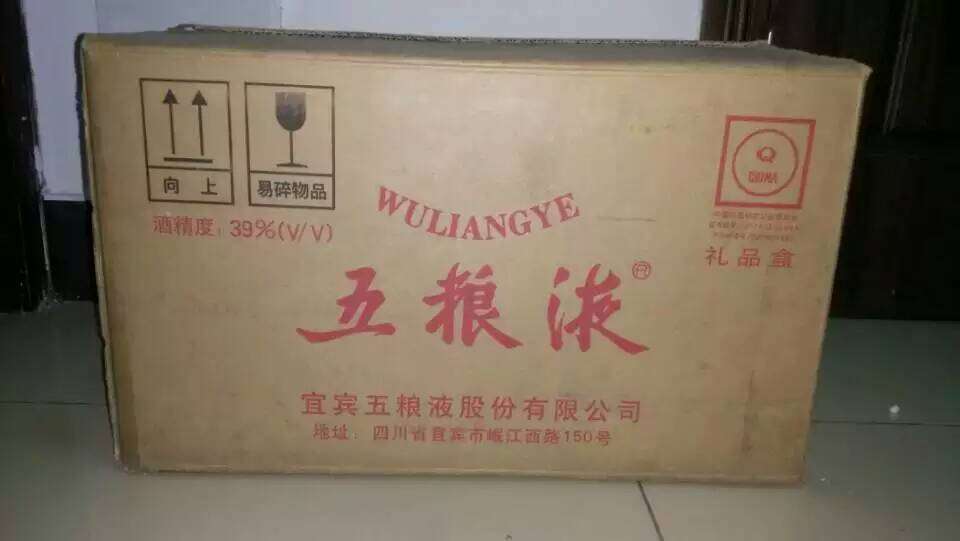 向 上
易碎物品
酒精度：39%(V/V)
WULIANGYE
五粮液®
Q
CHINA
礼品盒
宜宾五粮液股份有限公司
地址：四川省宜宾市岷江西路150号